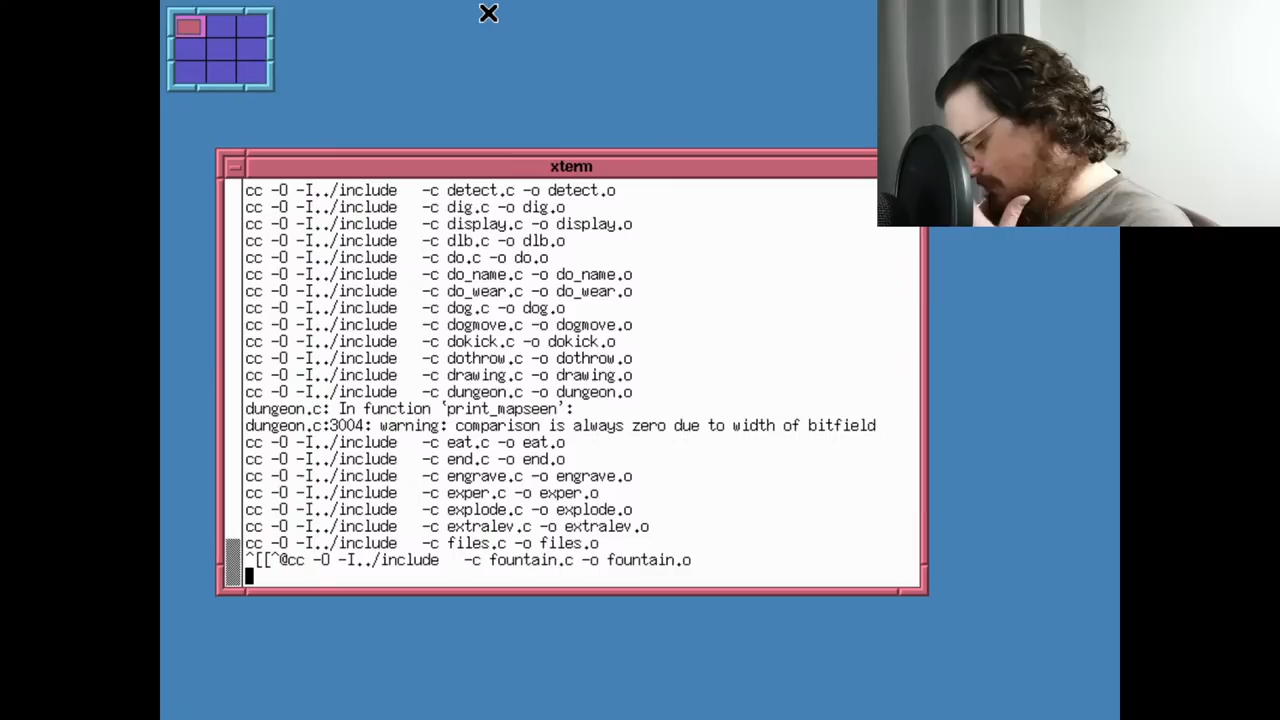 xterm
cc -O -I../include   -c detect.c -o detect.o
cc -O -I../include   -c dig.c -o dig.o
cc -O -I../include   -c display.c -o display.o
cc -O -I../include   -c dlb.c -o dlb.o
cc -O -I../include   -c do.c -o do.o
cc -O -I../include   -c do_name.c -o do_name.o
cc -O -I../include   -c do_wear.c -o do_wear.o
cc -O -I../include   -c dog.c -o dog.o
cc -O -I../include   -c dogmove.c -o dogmove.o
cc -O -I../include   -c dokick.c -o dokick.o
cc -O -I../include   -c dothrow.c -o dothrow.o
cc -O -I../include   -c drawing.c -o drawing.o
cc -O -I../include   -c dungeon.c -o dungeon.o
dungeon.c: In function `print_mapseen':
dungeon.c:3004: warning: comparison is always zero due to width of bitfield
cc -O -I../include   -c eat.c -o eat.o
cc -O -I../include   -c end.c -o end.o
cc -O -I../include   -c engrave.c -o engrave.o
cc -O -I../include   -c exper.c -o exper.o
cc -O -I../include   -c explode.c -o explode.o
cc -O -I../include   -c extralev.c -o extralev.o
cc -O -I../include   -c files.c -o files.o
^[[^@cc -O -I../include   -c fountain.c -o fountain.o